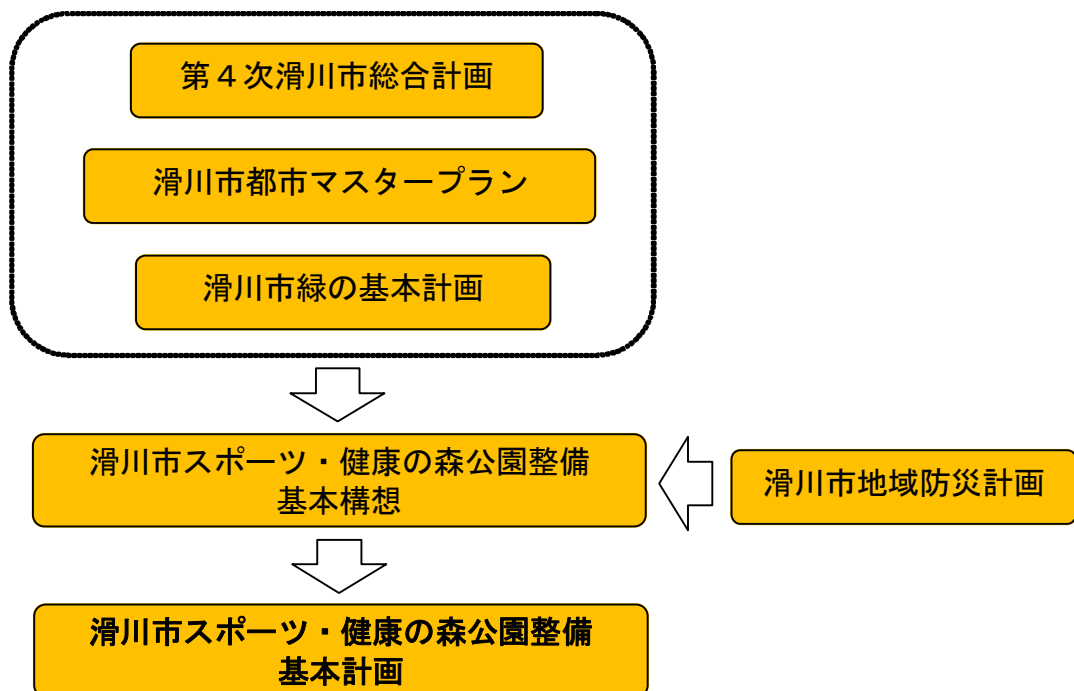 第４次滑川市総合計画
滑川市都市マスタープラン
滑川市緑の基本計画
滑川市スポーツ・健康の森公園整備
基本構想
滑川市地域防災計画
滑川市スポーツ・健康の森公園整備
基本計画